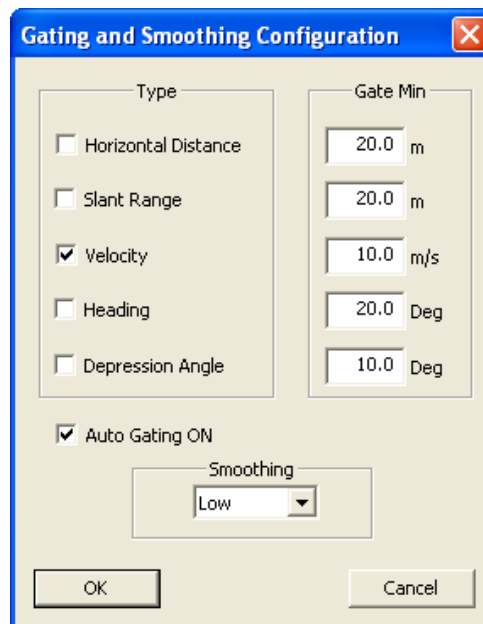 Gating and Smoothing Configuration
Type Gate Min
Horizontal Distance 20.0 m
Slant Range 20.0 m
Velocity 10.0 m/s
Heading 20.0 Deg
Depression Angle 10.0 Deg
Auto Gating ON
Smoothing
Low
OK Cancel